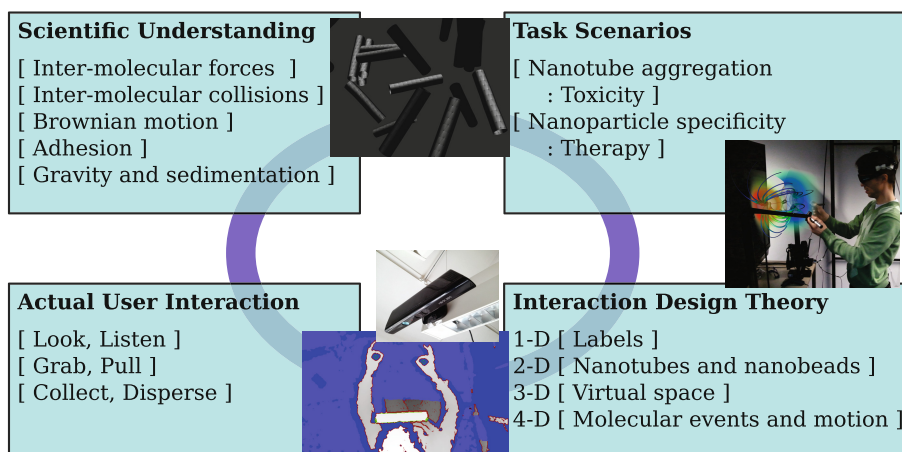 Scientific Understanding
[ Inter-molecular forces  ]
[ Inter-molecular collisions ]
[ Brownian motion ]
[ Adhesion ]
[ Gravity and sedimentation ]
Task Scenarios
[ Nanotube aggregation
: Toxicity ]
[ Nanoparticle specificity
: Therapy ]
Actual User Interaction
[ Look, Listen ]
[ Grab, Pull ]
[ Collect, Disperse ]
Interaction Design Theory
1-D [ Labels ]
2-D [ Nanotubes and nanobeads ]
3-D [ Virtual space ]
4-D [ Molecular events and motion ]